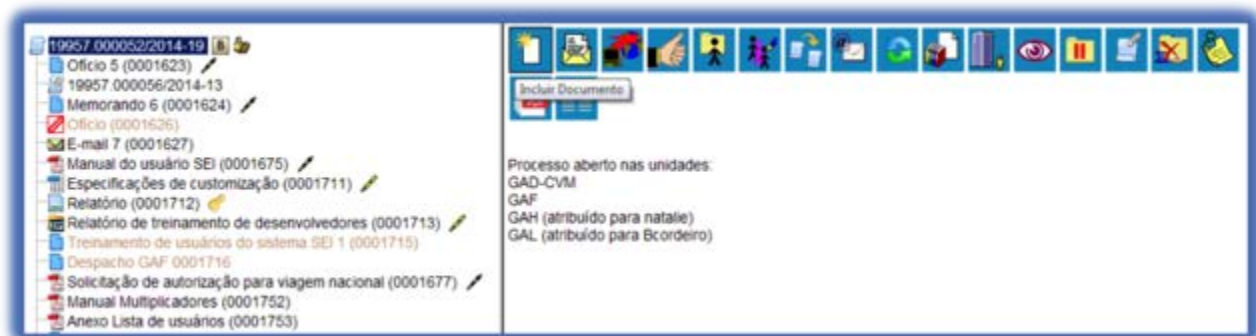 19957.000052/2014-19
Ofício 5 (0001623)
19957.000056/2014-13
Memorando 6 (0001624)
Ofício (0001626)
E-mail 7 (0001627)
Manual do usuário SEI (0001675)
Especificações de customização (0001711)
Relatório (0001712)
Relatório de treinamento de desenvolvedores (0001713)
Treinamento de usuários do sistema SEI 1 (0001715)
Despacho GAF 0001716
Solicitação de autorização para viagem nacional (0001677)
Manual Multiplicadores (0001752)
Anexo Lista de usuários (0001753)
Incluir Documento
Processo aberto nas unidades:
GAD-CVM
GAF
GAH (atribuído para natalie)
GAL (atribuído para Bcordeiro)